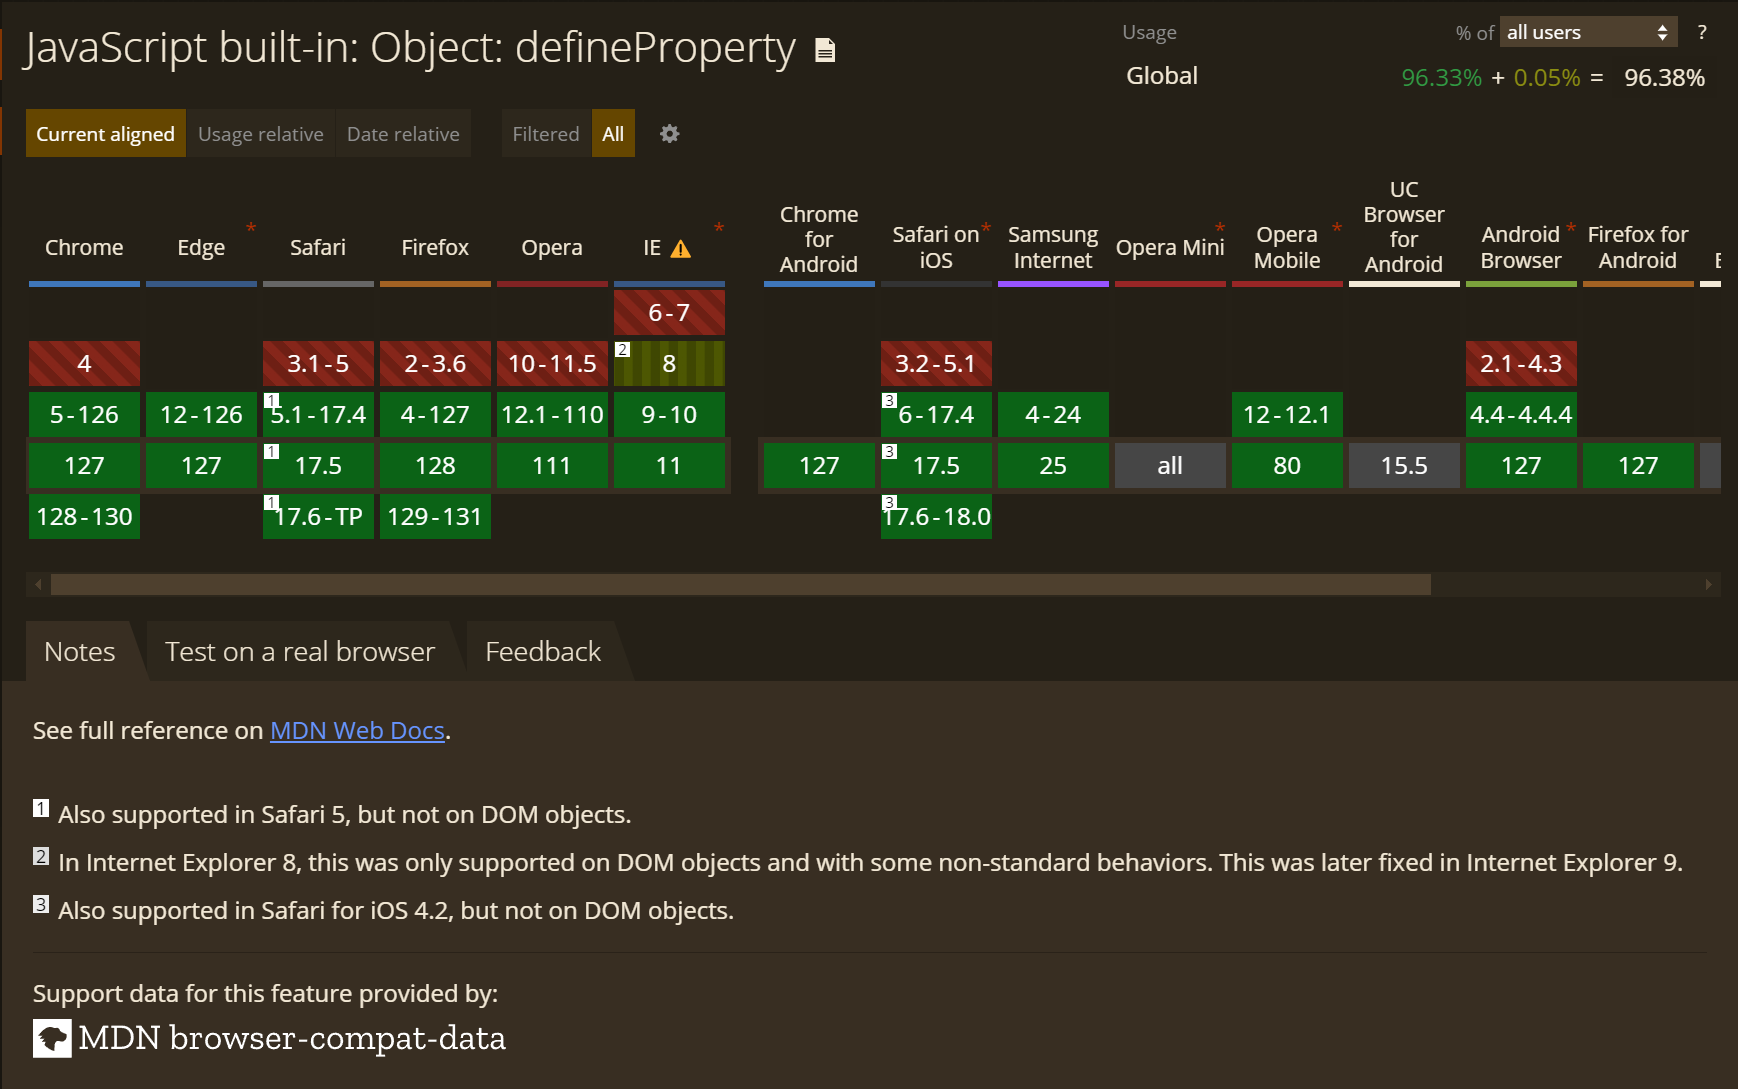 JavaScript built-in: Object: defineProperty
Usage % of all users ?
Global 96.33% + 0.05% = 96.38%
Current aligned Usage relative Date relative Filtered All
Chrome Edge * Safari Firefox Opera IE * Chrome for Android Safari on iOS * Samsung Internet Opera Mini * Opera Mobile * UC Browser for Android Android Browser * Firefox for Android
6-7
4 3.1-5 2-3.6 10-11.5 2 8 3.2-5.1 2.1-4.3
5-126 12-126 1 5.1-17.4 4-127 12.1-110 9-10 3 6-17.4 4-24 12-12.1 4.4-4.4.4
127 127 1 17.5 128 111 11 127 3 17.5 25 all 80 15.5 127 127
128-130 1 17.6-TP 129-131 3 17.6-18.0
Notes Test on a real browser Feedback
See full reference on MDN Web Docs.
1 Also supported in Safari 5, but not on DOM objects.
2 In Internet Explorer 8, this was only supported on DOM objects and with some non-standard behaviors. This was later fixed in Internet Explorer 9.
3 Also supported in Safari for iOS 4.2, but not on DOM objects.
Support data for this feature provided by:
MDN browser-compat-data